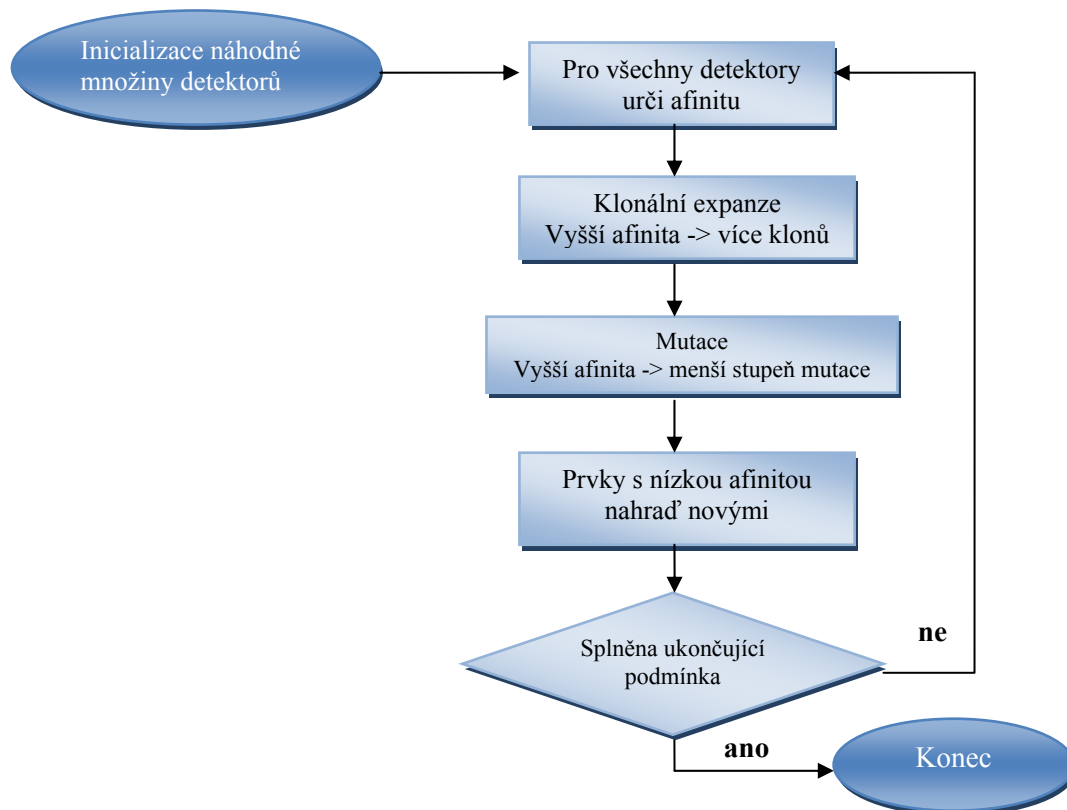 Inicializace náhodné
množiny detektorů
Pro všechny detektory
urči afinitu
Klonální expanze
Vyšší afinita -> více klonů
Mutace
Vyšší afinita -> menší stupeň mutace
Prvky s nízkou afinitou
nahraď novými
Splněna ukončující
podmínka
ne
ano
Konec